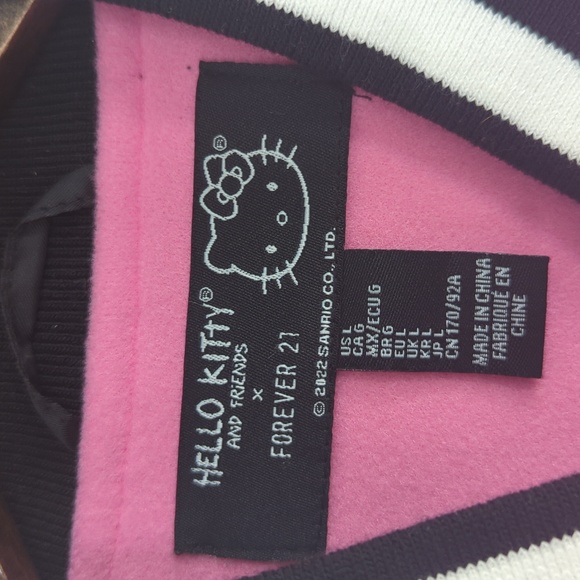 HELLO KITTY®
AND FRIENDS
×
FOREVER 21
© 2022 SANRIO CO., LTD.
®
US L
CA G
MX/ECU G
BR G
EU L
UK L
KR L
JP L
CN 170/92A
MADE IN CHINA
FABRIQUÉ EN
CHINE